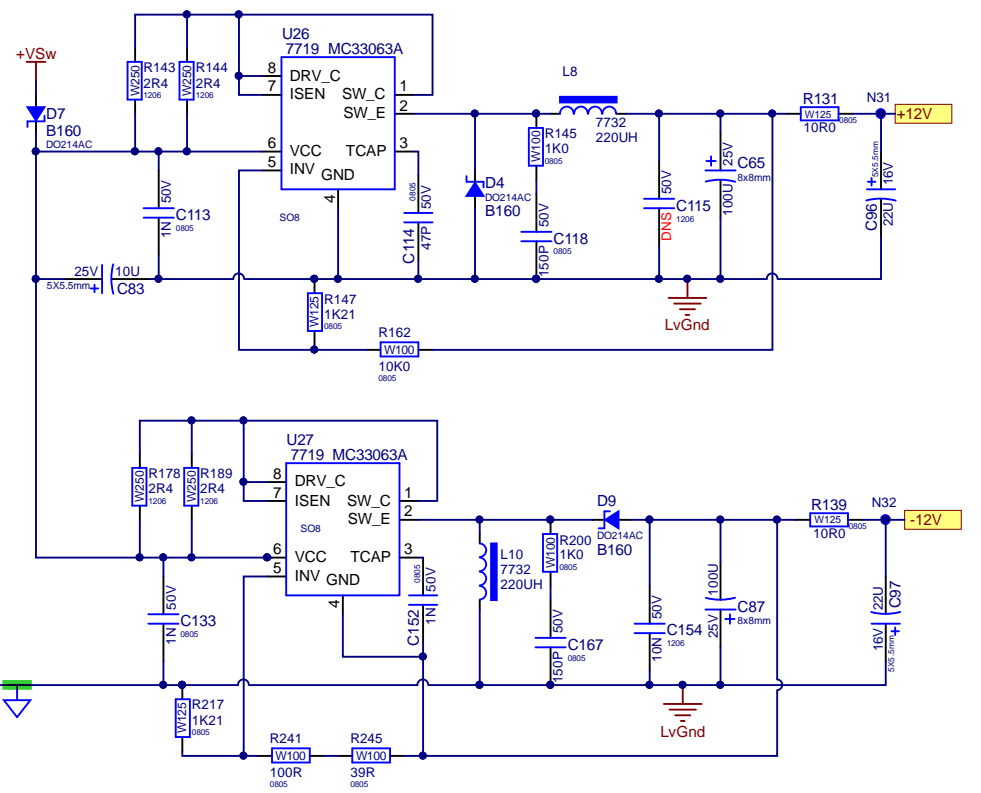 U26
7719 MC33063A
+VSw
D7
B160
DO214AC
W250
R143
2R4
1206
W250
R144
2R4
1206
8
DRV_C
7
ISEN
SW_C
1
SW_E
2
6
VCC
TCAP
3
5
INV
GND
4
SO8
50V
C113
0805
1N
25V
10U
5X5.5mm
+
C83
0805
50V
C114
47P
D4
DO214AC
B160
W100
R145
1K0
0805
50V
C118
0805
150P
L8
7732
220UH
50V
C115
1206
DNS
25V
+
C65
8x8mm
100U
R131
W125
0805
10R0
N31
+12V
5X5.5mm
16V
+
C96
22U
LvGnd
W125
R147
1K21
0805
R162
W100
10K0
0805
U27
7719 MC33063A
W250
R178
2R4
1206
W250
R189
2R4
1206
8
DRV_C
7
ISEN
SW_C
1
SW_E
2
SO8
6
VCC
TCAP
3
5
INV
GND
4
50V
C133
0805
1N
0805
50V
C152
1N
L10
7732
220UH
W100
R200
1K0
0805
50V
C167
0805
150P
D9
DO214AC
B160
50V
C154
1206
10N
100U
C87
+
8x8mm
25V
R139
W125
0805
10R0
N32
-12V
22U
C97
16V
+
5X5.5mm
LvGnd
W125
R217
1K21
0805
R241
W100
100R
0805
R245
W100
39R
0805